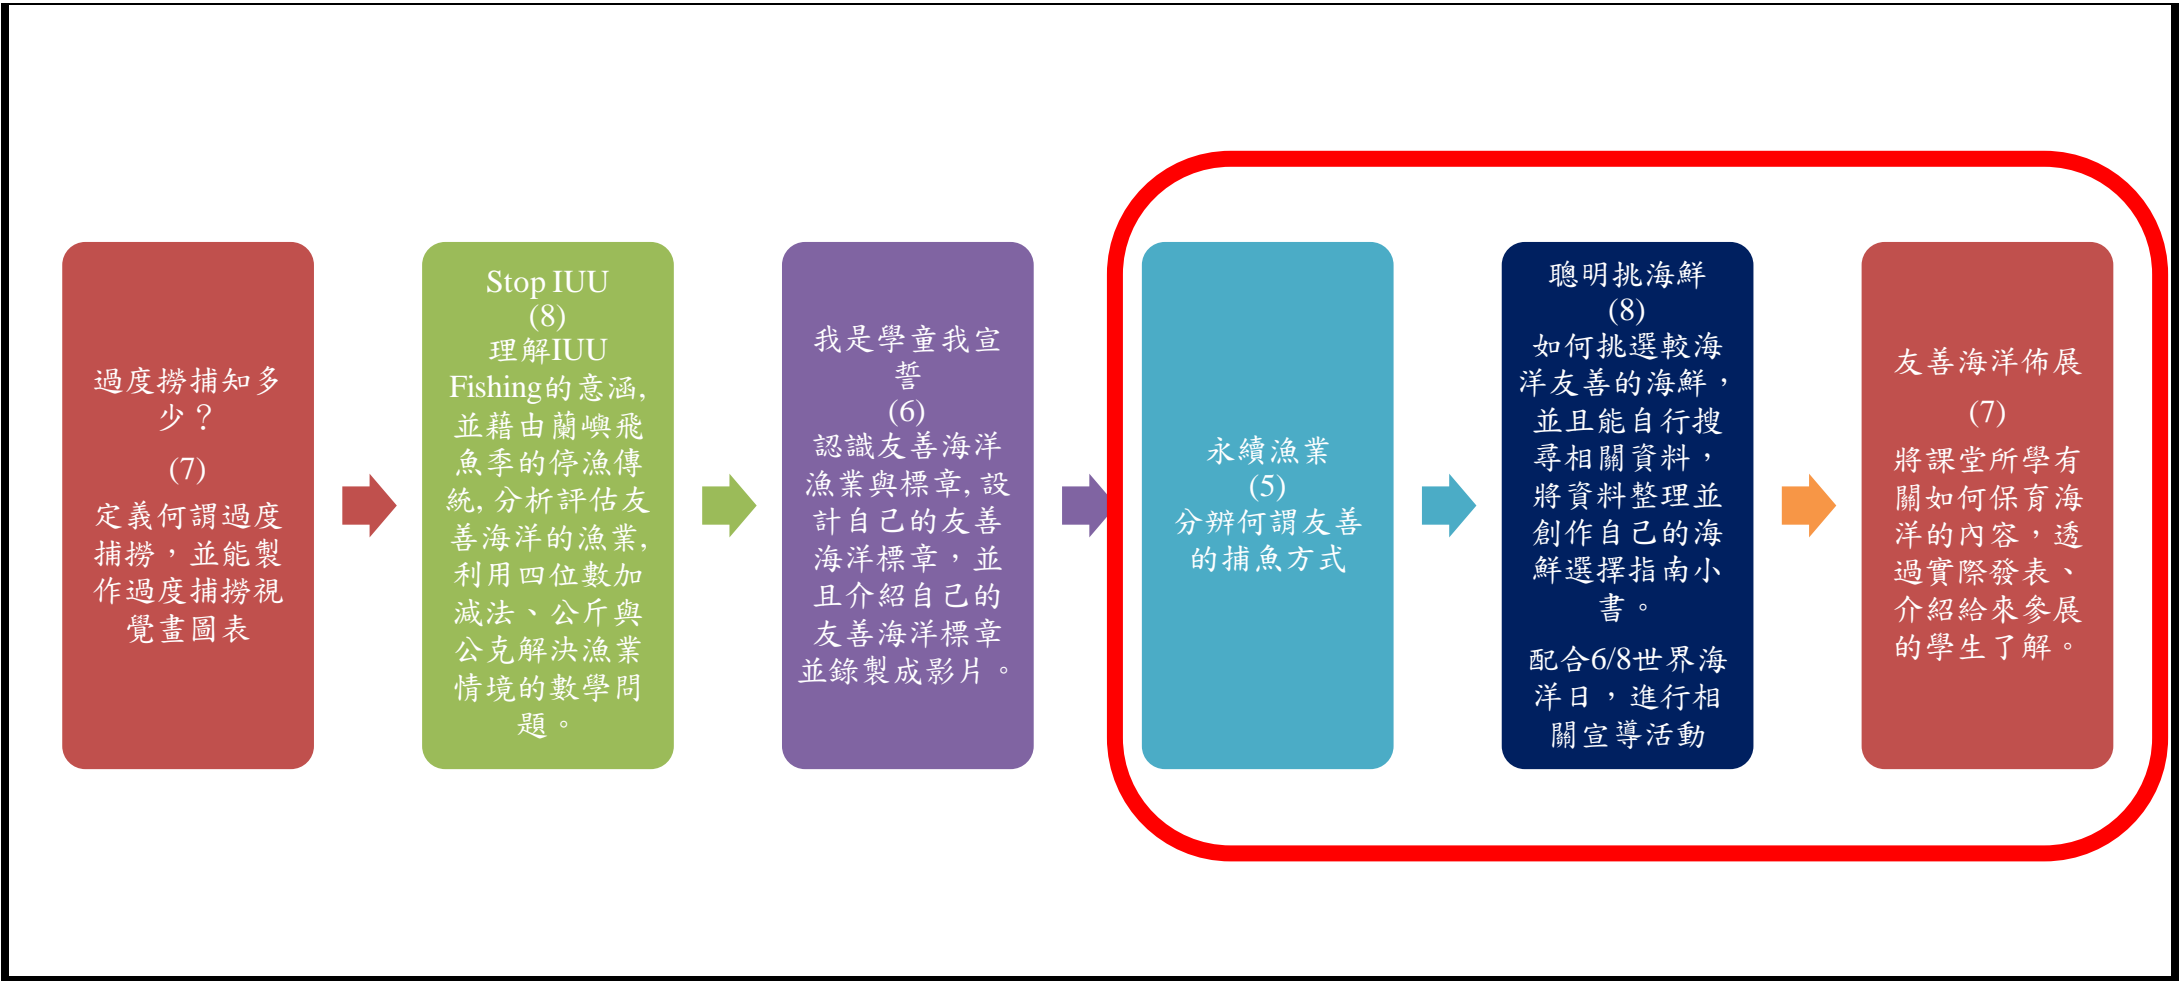 過度撈捕知多
少？
(7)
定義何謂過度
捕撈，並能製
作過度捕撈視
覺畫圖表
Stop IUU
(8)
理解IUU
Fishing的意涵,
並藉由蘭嶼飛
魚季的停漁傳
統, 分析評估友
善海洋的漁業,
利用四位數加
減法、公斤與
公克解決漁業
情境的數學問
題。
我是學童我宣
誓
(6)
認識友善海洋
漁業與標章, 設
計自己的友善
海洋標章，並
且介紹自己的
友善海洋標章
並錄製成影片。
永續漁業
(5)
分辨何謂友善
的捕魚方式
聰明挑海鮮
(8)
如何挑選較海
洋友善的海鮮，
並且能自行搜
尋相關資料，
將資料整理並
創作自己的海
鮮選擇指南小
書。
配合6/8世界海
洋日，進行相
關宣導活動
友善海洋佈展
(7)
將課堂所學有
關如何保育海
洋的內容，透
過實際發表、
介紹給來參展
的學生了解。